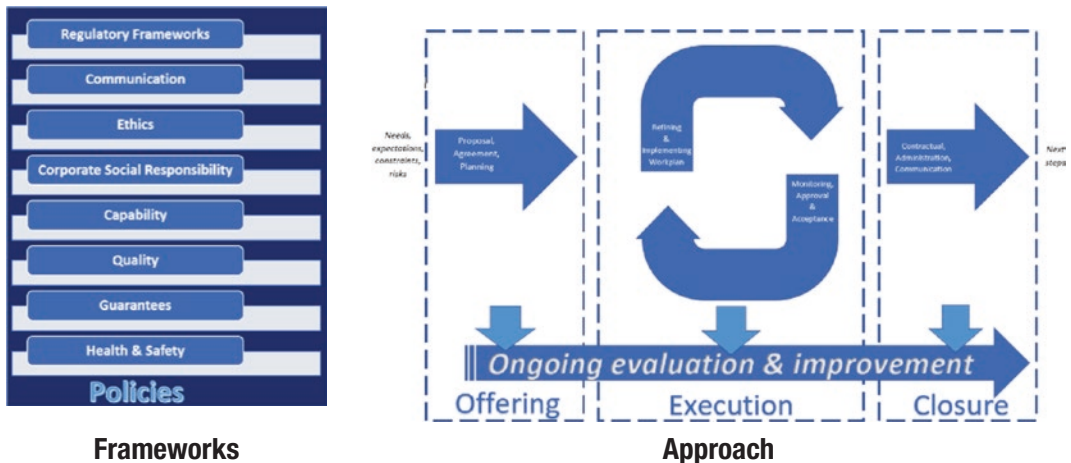 Regulatory Frameworks
Communication
Ethics
Corporate Social Responsibility
Capability
Quality
Guarantees
Health & Safety
Policies
Frameworks
Needs,
expectations,
constraints,
risks
Proposal,
Agreement,
Planning
Refining
&
Implementing
Workplan
Monitoring,
Approval
&
Acceptance
Contractual,
Administration,
Communication
Next
steps
Ongoing evaluation & improvement
Offering
Execution
Closure
Approach